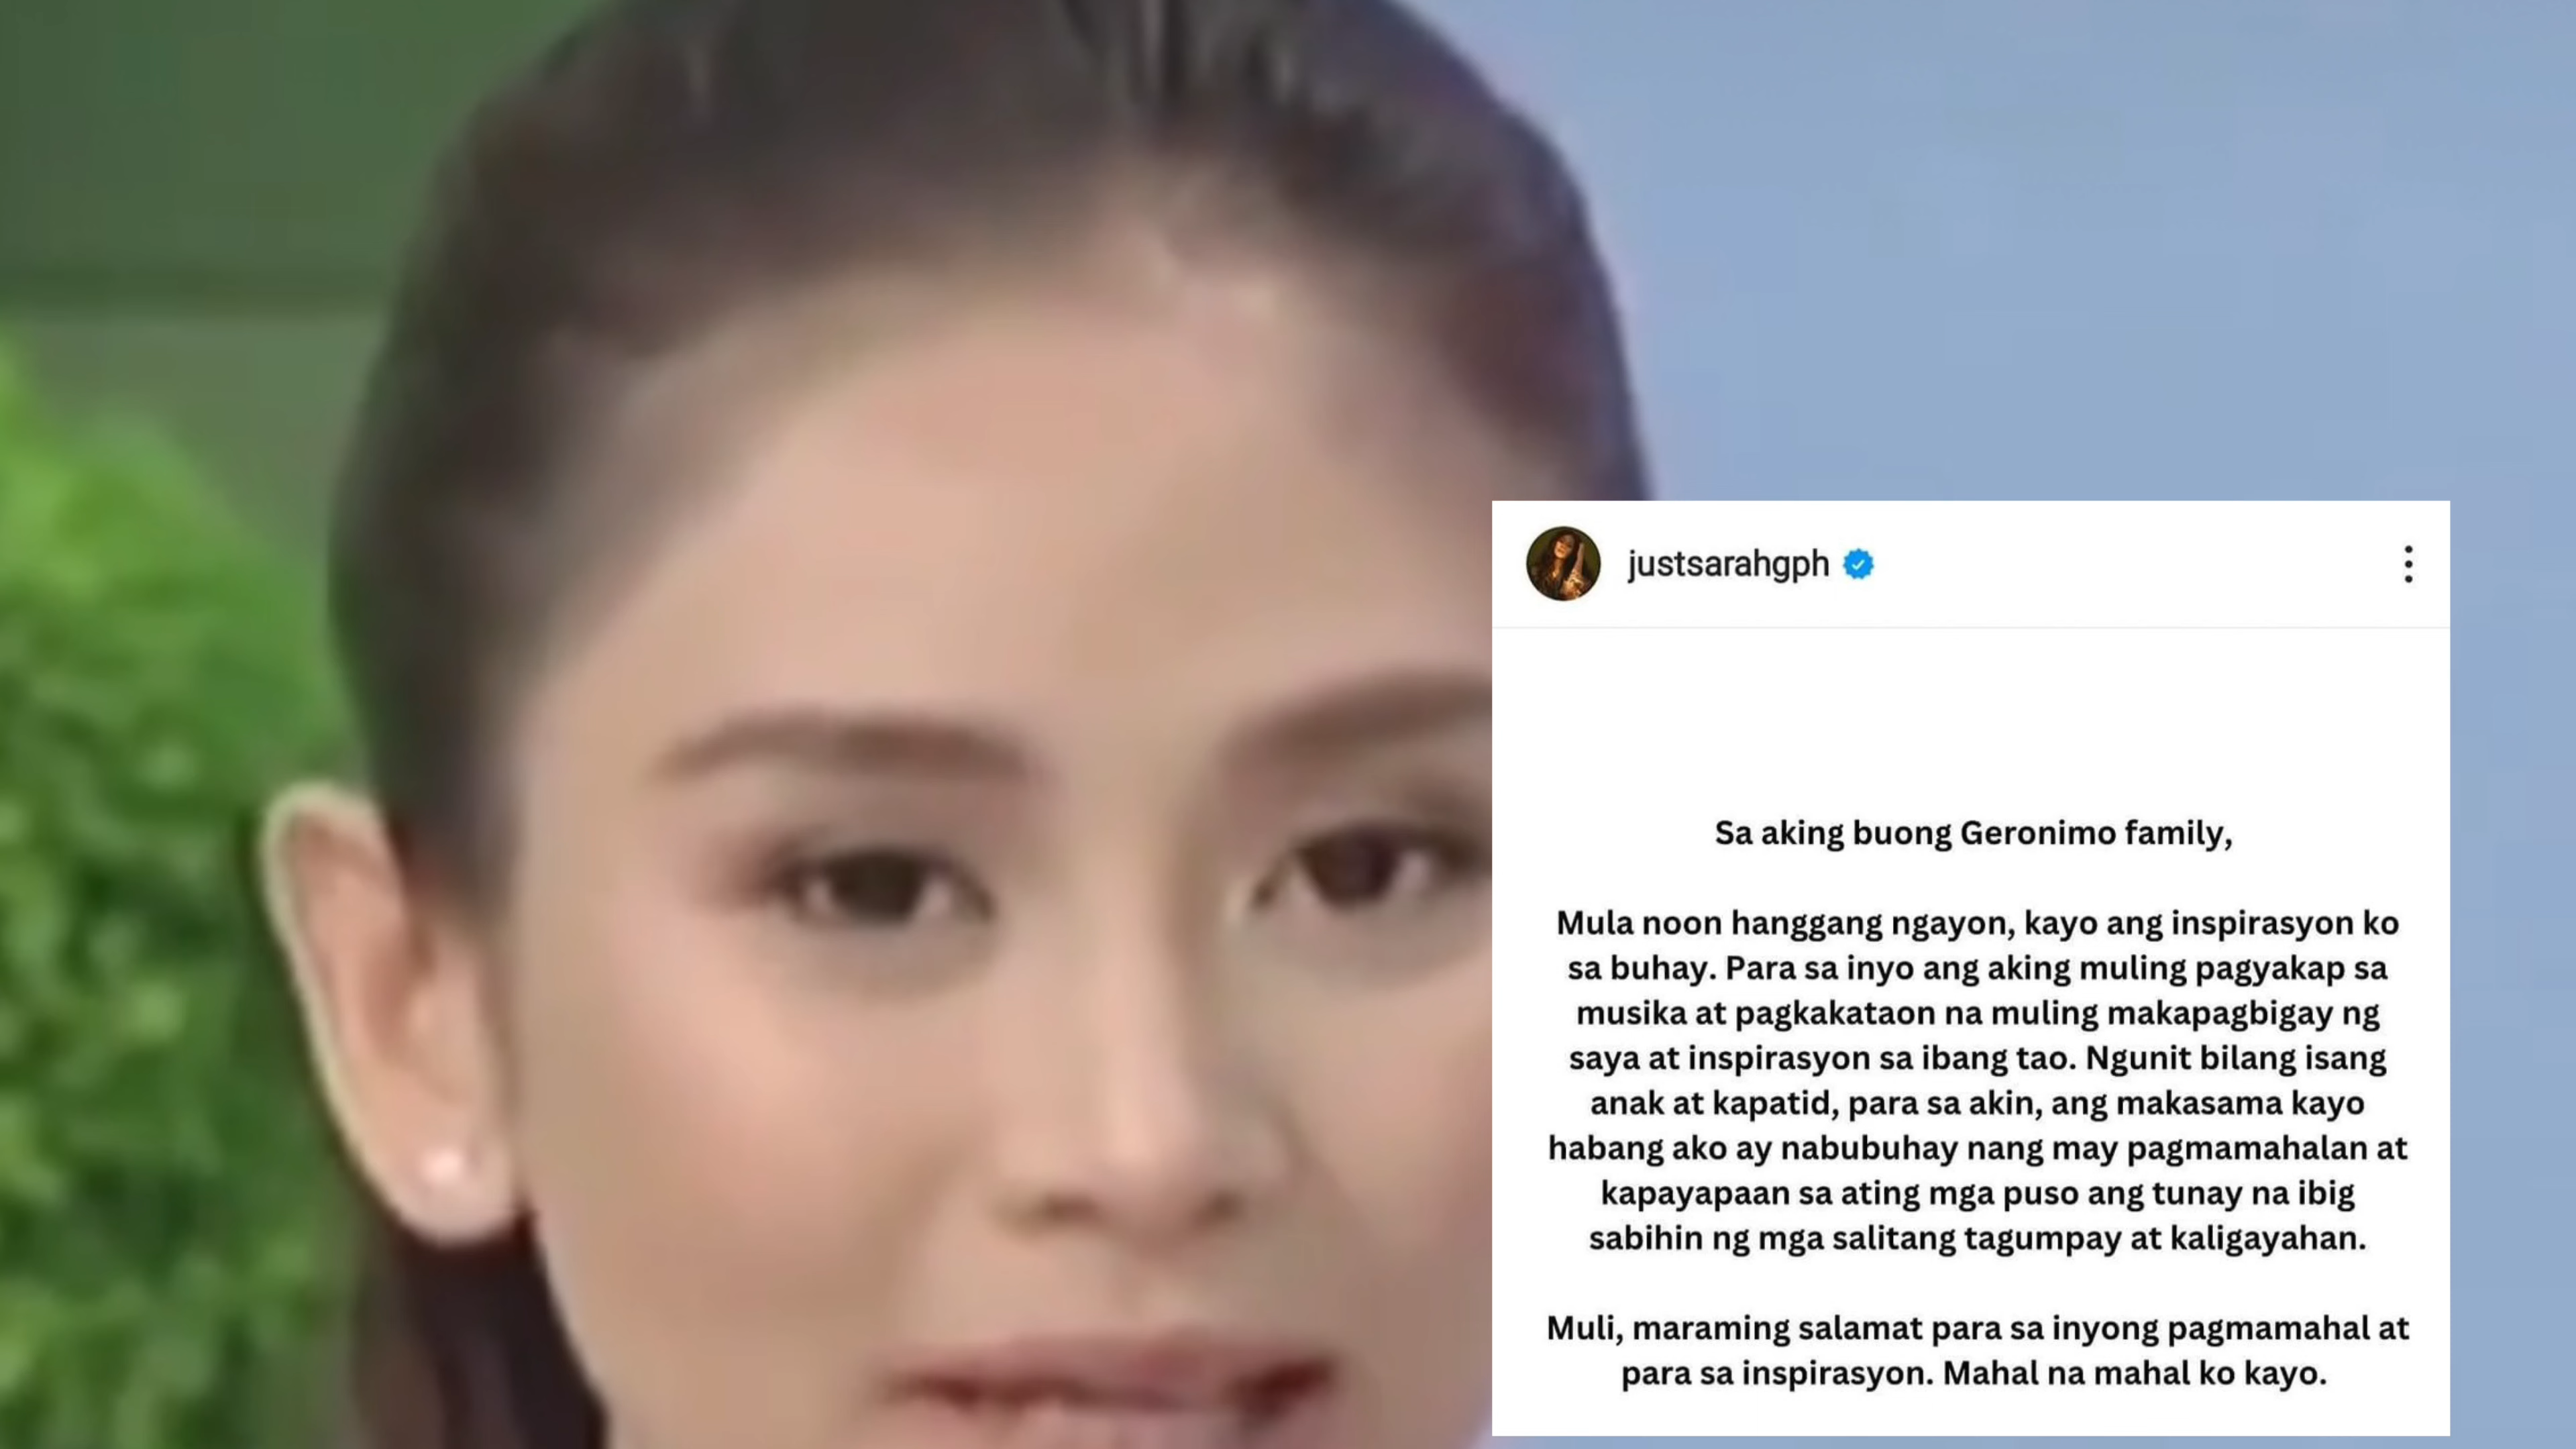 justsarahgph
Sa aking buong Geronimo family,
Mula noon hanggang ngayon, kayo ang inspirasyon ko
sa buhay. Para sa inyo ang aking muling pagyakap sa
musika at pagkakataon na muling makapagbigay ng
saya at inspirasyon sa ibang tao. Ngunit bilang isang
anak at kapatid, para sa akin, ang makasama kayo
habang ako ay nabubuhay nang may pagmamahalan at
kapayapaan sa ating mga puso ang tunay na ibig
sabihin ng mga salitang tagumpay at kaligayahan.
Muli, maraming salamat para sa inyong pagmamahal at
para sa inspirasyon. Mahal na mahal ko kayo.